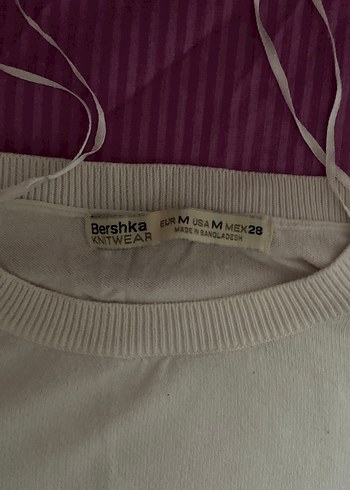 Bershka
KNITWEAR
EUR M USA M MEX 28
MADE IN BANGLADESH